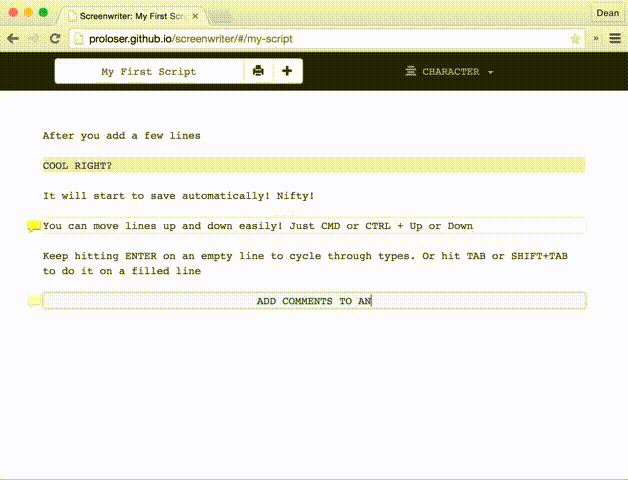 Screenwriter: My First Scr
Dean
proloser.github.io/screenwriter/#/my-script
My First Script
CHARACTER
After you add a few lines
COOL RIGHT?
It will start to save automatically! Nifty!
You can move lines up and down easily! Just CMD or CTRL + Up or Down
Keep hitting ENTER on an empty line to cycle through types. Or hit TAB or SHIFT+TAB
to do it on a filled line
ADD COMMENTS TO AN